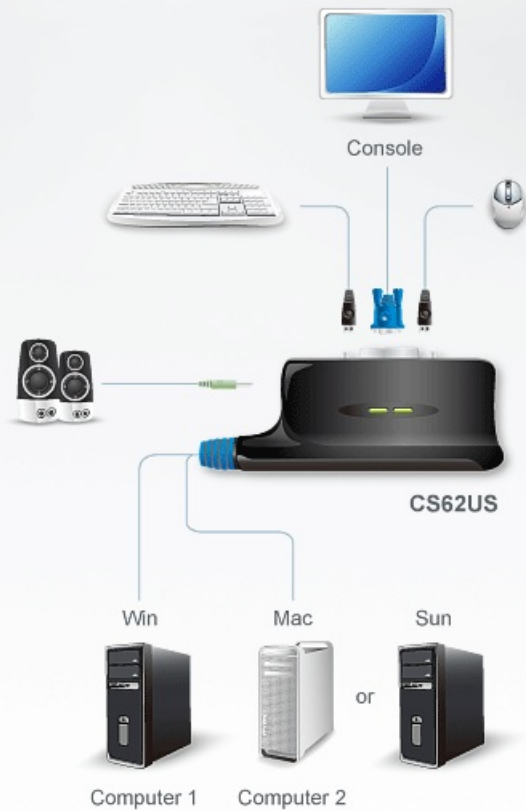 Console
CS62US
Win
Mac
Sun
or
Computer 1
Computer 2